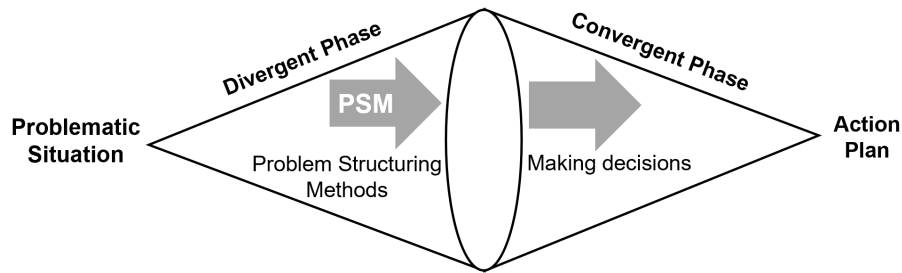 Divergent Phase
Convergent Phase
PSM
Problematic
Situation
Problem Structuring
Methods
Making decisions
Action
Plan